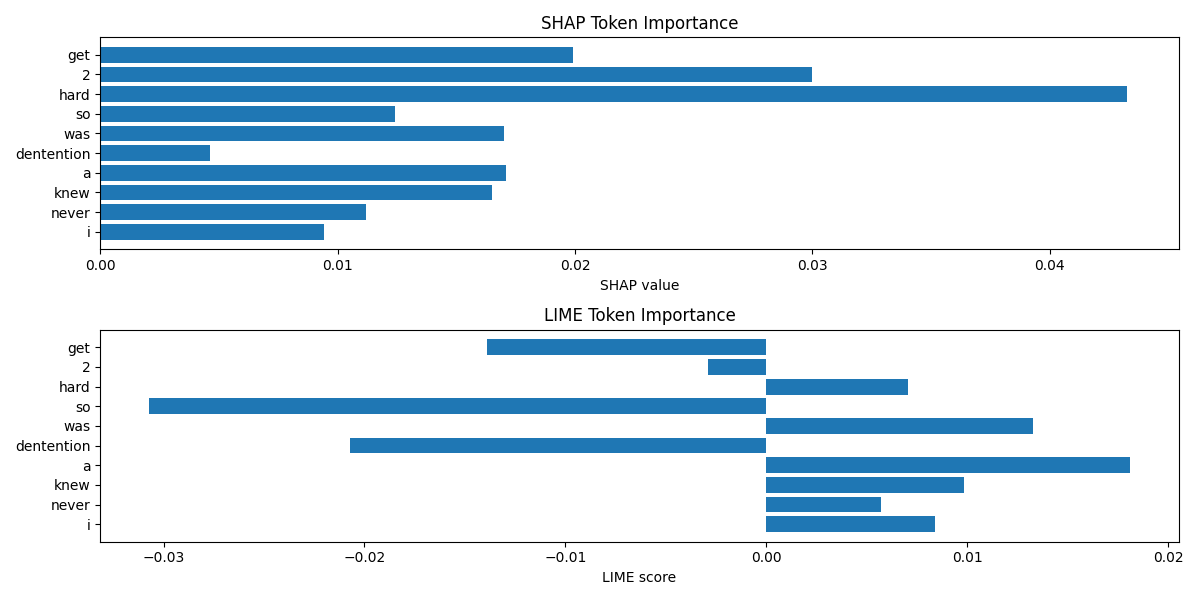 SHAP Token Importance
get
2
hard
so
was
dentention
a
knew
never
i
0.00 0.01 0.02 0.03 0.04
SHAP value
LIME Token Importance
get
2
hard
so
was
dentention
a
knew
never
i
−0.03 −0.02 −0.01 0.00 0.01 0.02
LIME score